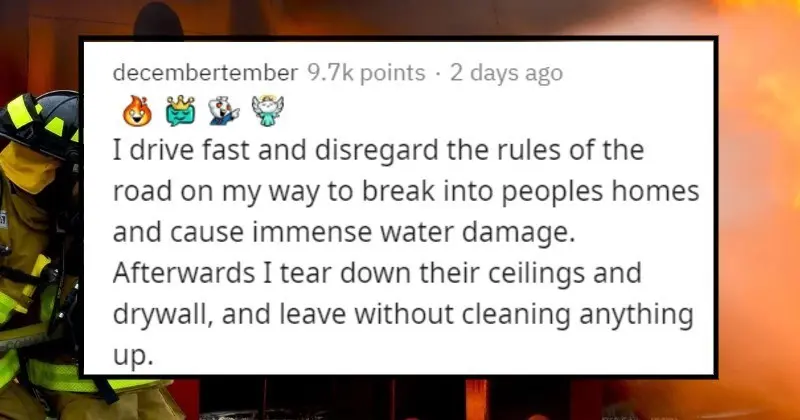 decembertember 9.7k points · 2 days ago
I drive fast and disregard the rules of the
road on my way to break into peoples homes
and cause immense water damage.
Afterwards I tear down their ceilings and
drywall, and leave without cleaning anything
up.